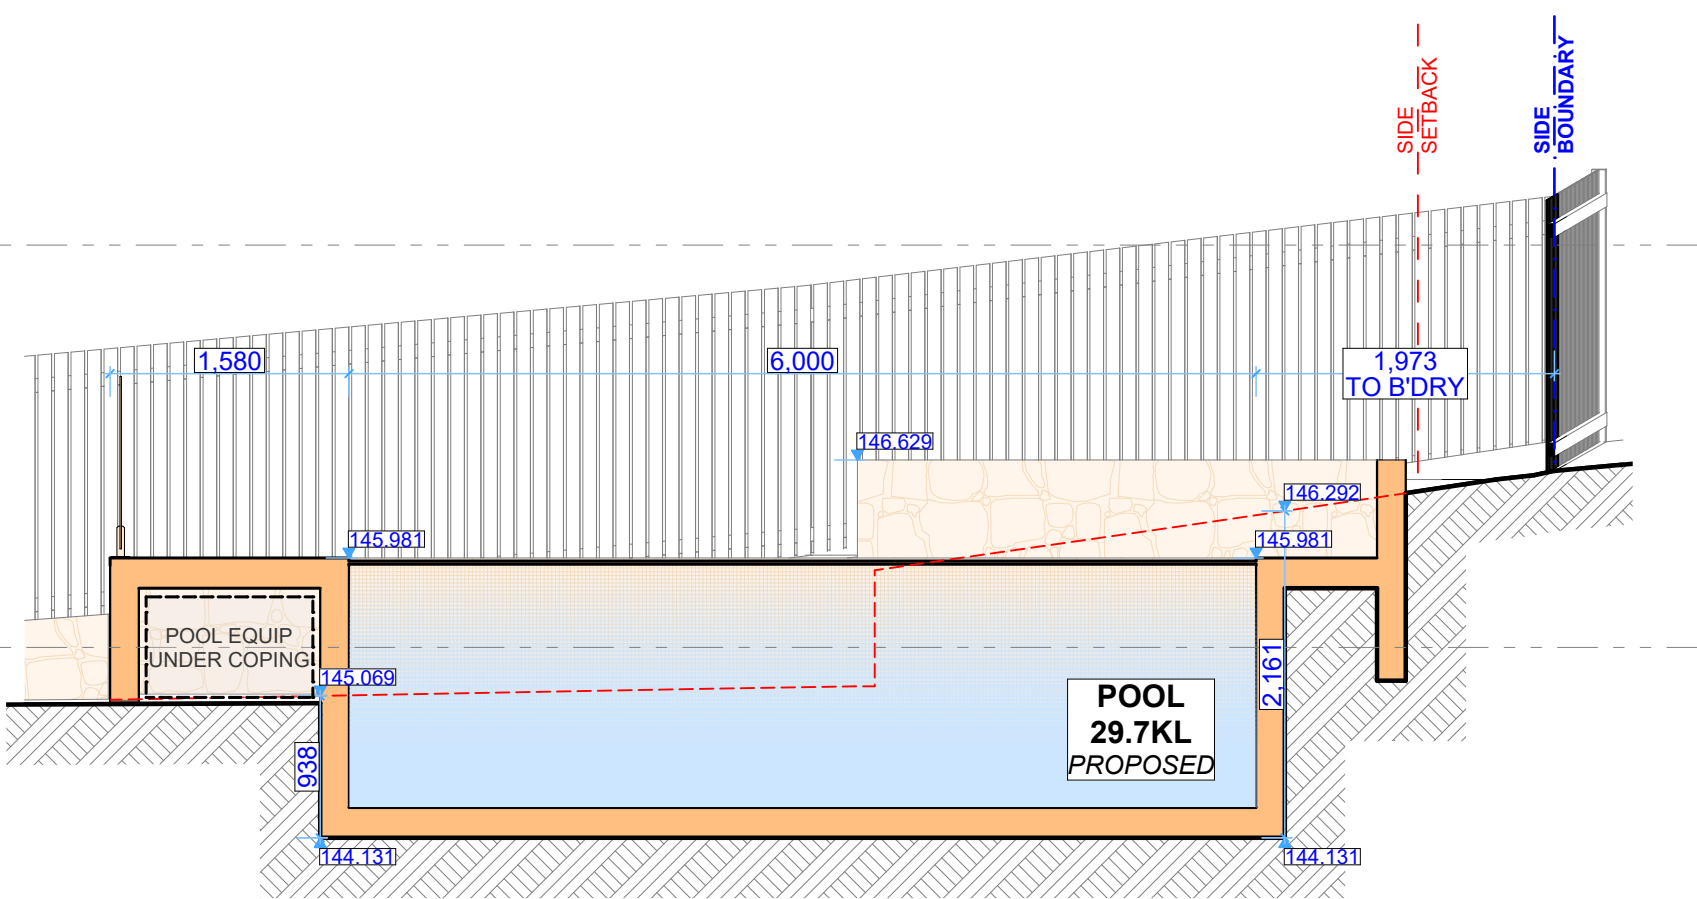 SIDE
SETBACK
SIDE
BOUNDARY
1,580
6,000
1,973
TO B'DRY
146.629
146.292
145.981
145.981
POOL EQUIP
UNDER COPING
145.069
2,161
POOL
29.7KL
PROPOSED
938
144.131
144.131